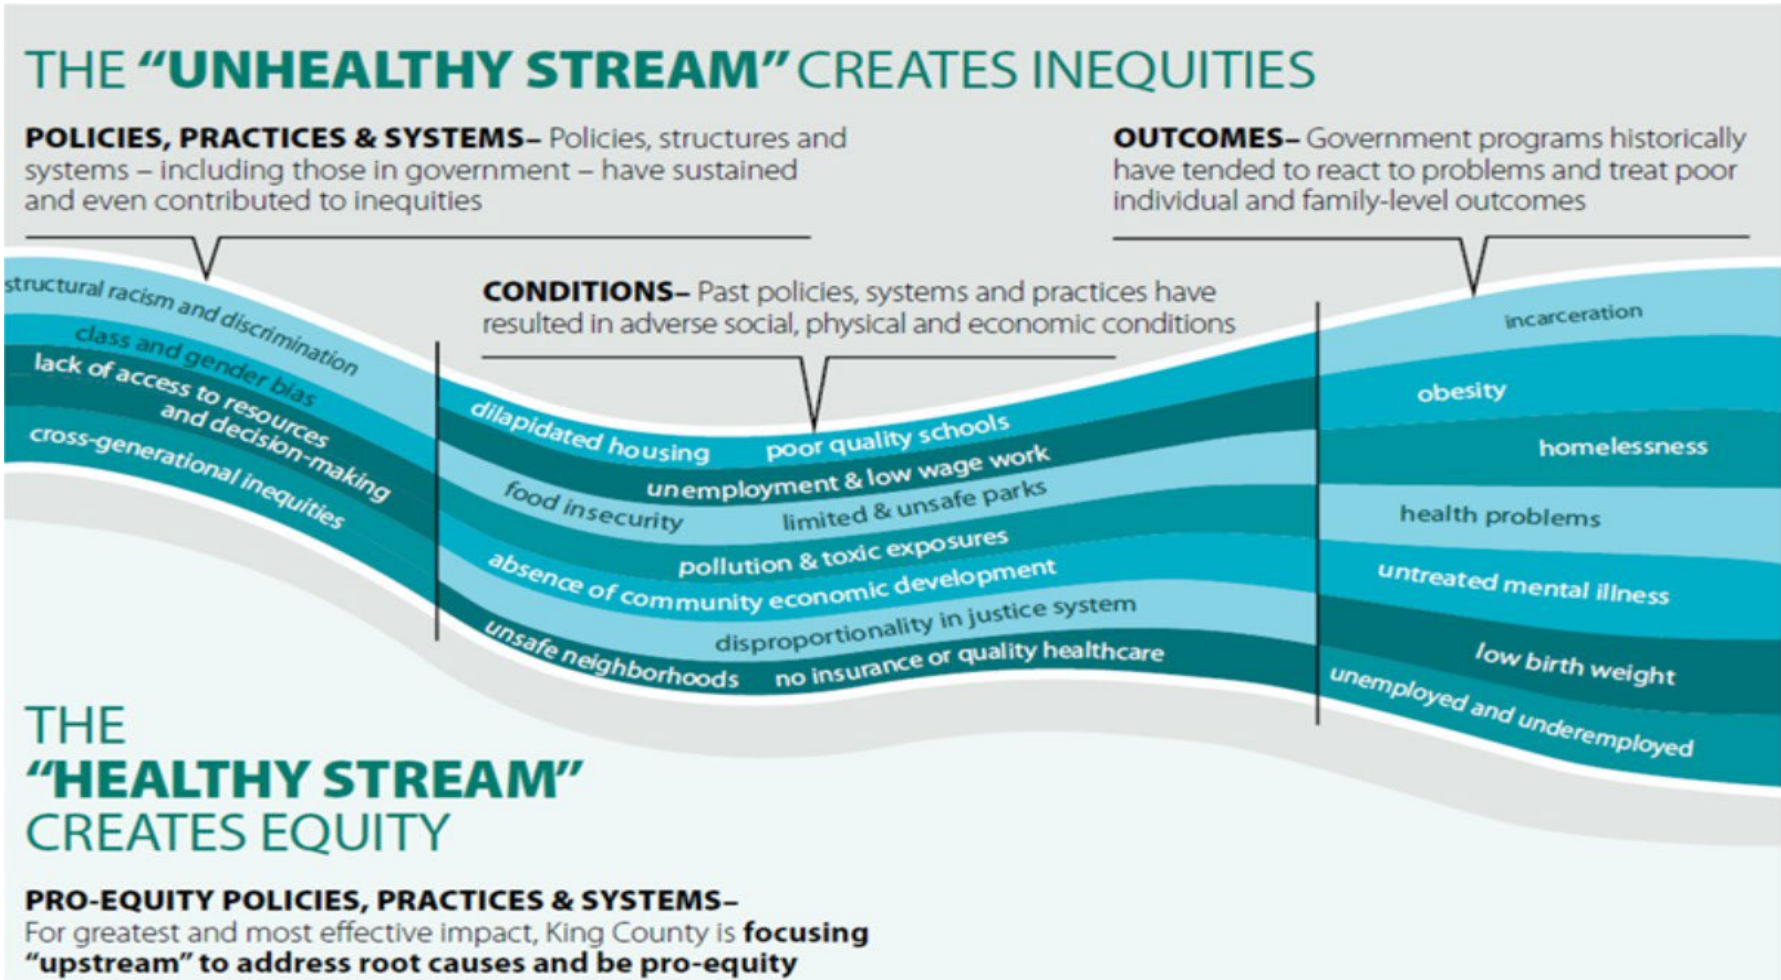 THE “UNHEALTHY STREAM” CREATES INEQUITIES
POLICIES, PRACTICES & SYSTEMS– Policies, structures and
systems – including those in government – have sustained
and even contributed to inequities
OUTCOMES– Government programs historically
have tended to react to problems and treat poor
individual and family-level outcomes
CONDITIONS– Past policies, systems and practices have
resulted in adverse social, physical and economic conditions
structural racism and discrimination
class and gender bias
lack of access to resources
and decision-making
cross-generational inequities
dilapidated housing
poor quality schools
unemployment & low wage work
food insecurity
limited & unsafe parks
pollution & toxic exposures
absence of community economic development
disproportionality in justice system
unsafe neighborhoods
no insurance or quality healthcare
incarceration
obesity
homelessness
health problems
untreated mental illness
low birth weight
unemployed and underemployed
THE
“HEALTHY STREAM”
CREATES EQUITY
PRO-EQUITY POLICIES, PRACTICES & SYSTEMS–
For greatest and most effective impact, King County is focusing
“upstream” to address root causes and be pro-equity